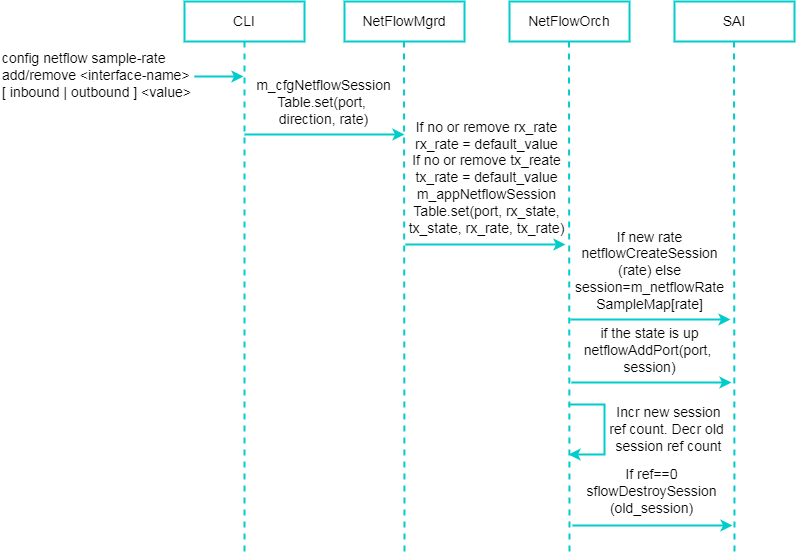 CLI
NetFlowMgrd
NetFlowOrch
SAI
config netflow sample-rate
add/remove <interface-name>
[ inbound | outbound ] <value>
m_cfgNetflowSession
Table.set(port,
direction, rate)
If no or remove rx_rate
rx_rate = default_value
If no or remove tx_reate
tx_rate = default_value
m_appNetflowSession
Table.set(port, rx_state,
tx_state, rx_rate, tx_rate)
If new rate
netflowCreateSession
(rate) else
session=m_netflowRate
SampleMap[rate]
if the state is up
netflowAddPort(port,
session)
Incr new session
ref count. Decr old
session ref count
If ref==0
sflowDestroySession
(old_session)